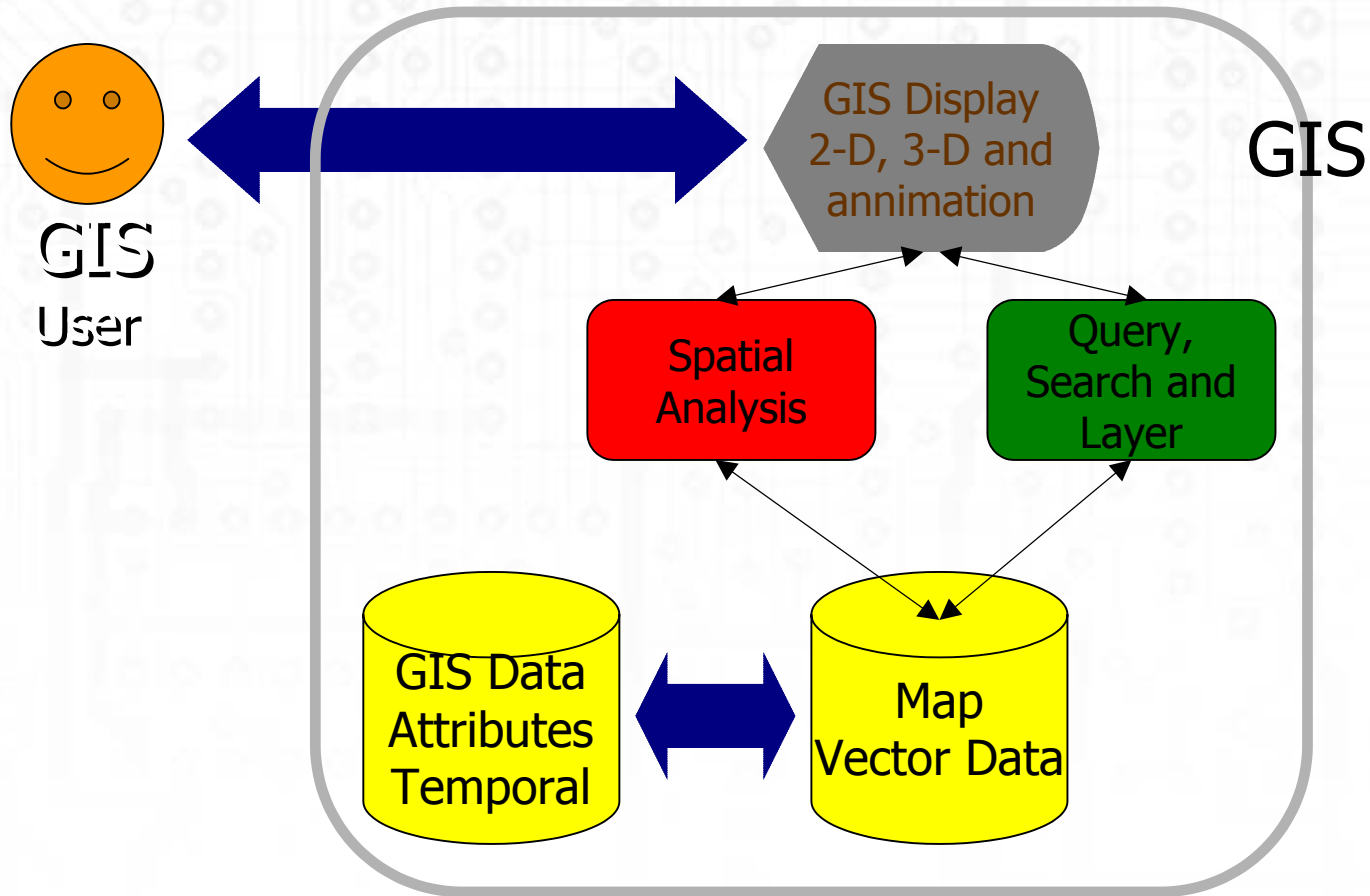 GIS Display
2-D, 3-D and
annimation
GIS
GIS
User
Spatial
Analysis
Query,
Search and
Layer
GIS Data
Attributes
Temporal
Map
Vector Data